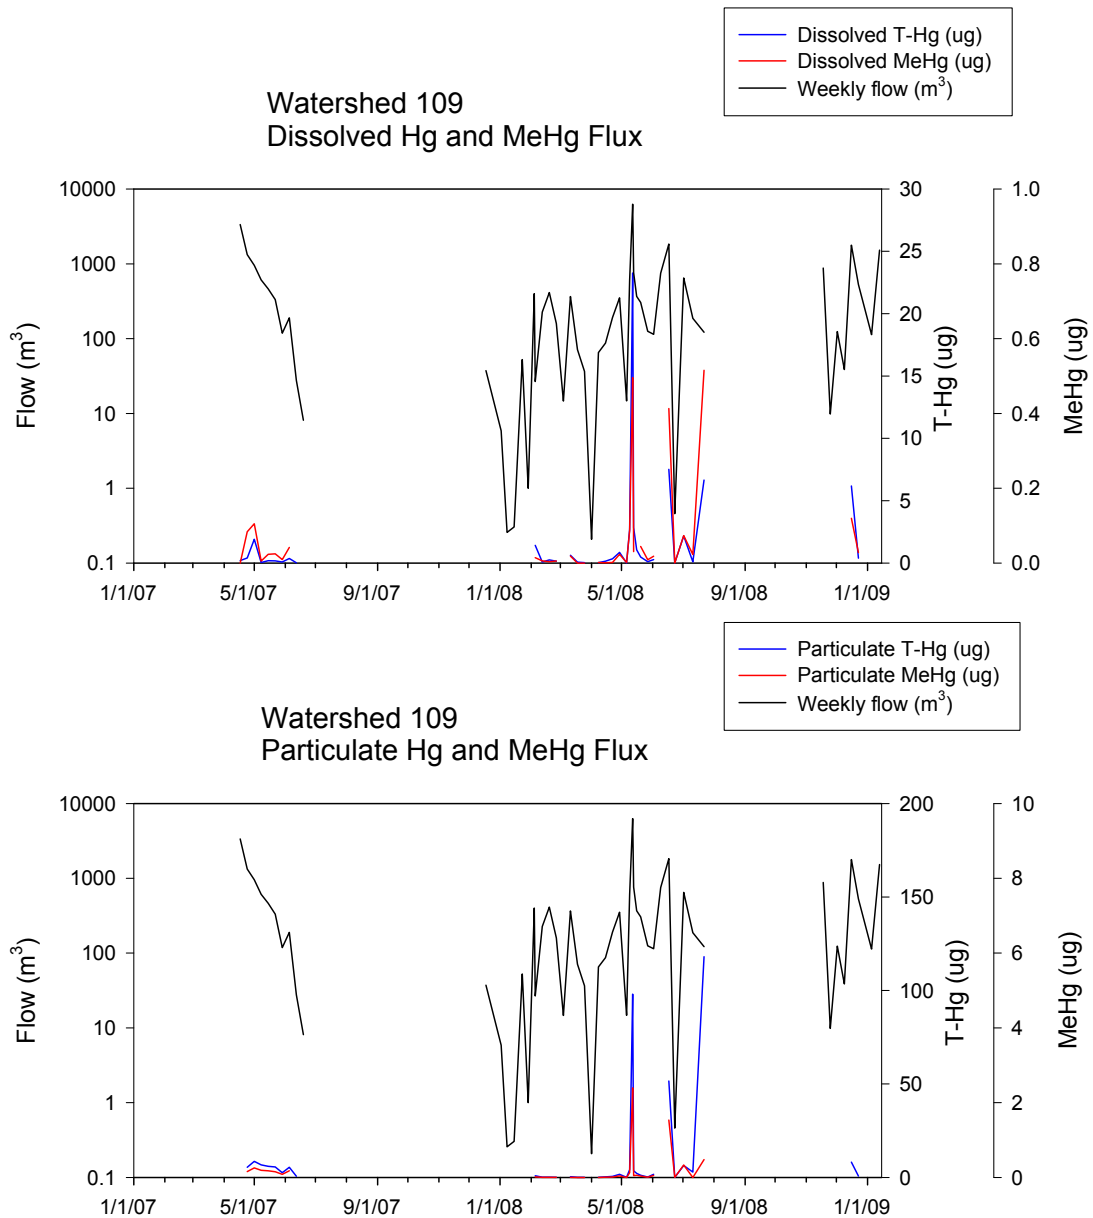 Dissolved T-Hg (ug)
Dissolved MeHg (ug)
Weekly flow (m³)
Watershed 109
Dissolved Hg and MeHg Flux
10000
1000
100
10
1
0.1
Flow (m³)
30
25
20
15
10
5
0
T-Hg (ug)
1.0
0.8
0.6
0.4
0.2
0.0
MeHg (ug)
1/1/07 5/1/07 9/1/07 1/1/08 5/1/08 9/1/08 1/1/09
Particulate T-Hg (ug)
Particulate MeHg (ug)
Weekly flow (m³)
Watershed 109
Particulate Hg and MeHg Flux
10000
1000
100
10
1
0.1
Flow (m³)
200
150
100
50
0
T-Hg (ug)
10
8
6
4
2
0
MeHg (ug)
1/1/07 5/1/07 9/1/07 1/1/08 5/1/08 9/1/08 1/1/09